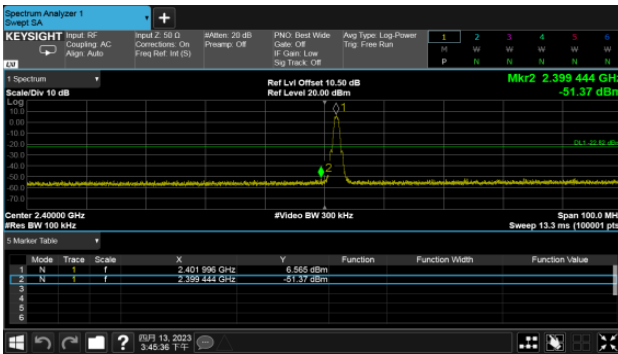 Spectrum Analyzer 1
Swept SA
+
KEYSIGHT Input: RF Input Z: 50 Ω #Atten: 20 dB PNO: Best Wide Avg Type: Log-Power 1 2 3 4 5 6
Coupling: AC Corrections: On Preamp: Off Gate: Off Trig: Free Run M W W W W W
Align: Auto Freq Ref: Int (S) IF Gain: Low
Sig Track: Off P N N N N N
LXI
1 Spectrum Ref Lvl Offset 10.50 dB Mkr2 2.399 444 GHz
Scale/Div 10 dB Ref Level 20.00 dBm -51.37 dBm
Log
10.0
0.00
-10.0
-20.0
-30.0
-40.0
-50.0
-60.0
-70.0
1
2
DL1 -22.52 dBm
Center 2.40000 GHz #Video BW 300 kHz Span 100.0 MH
#Res BW 100 kHz Sweep 13.3 ms (100001 pts
5 Marker Table
Mode Trace Scale X Y Function Function Width Function Value
1 N 1 f 2.401 996 GHz 6.565 dBm
2 N 1 f 2.399 444 GHz -51.37 dBm
3
4
5
6
? 四月 13, 2023
3:45:36 下午